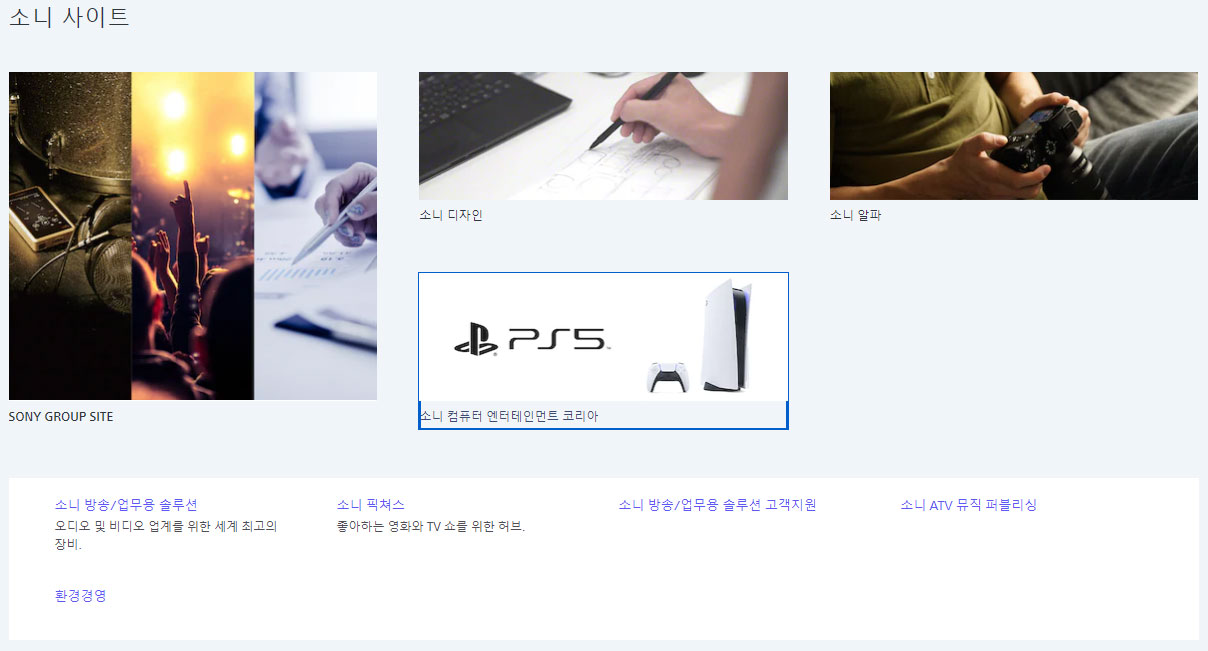 소니 사이트
소니 디자인
소니 알파
PS5
SONY GROUP SITE
소니 컴퓨터 엔터테인먼트 코리아
소니 방송/업무용 솔루션
오디오 및 비디오 업계를 위한 세계 최고의
장비.
소니 픽쳐스
좋아하는 영화와 TV 쇼를 위한 허브.
소니 방송/업무용 솔루션 고객지원
소니 ATV 뮤직 퍼블리싱
환경경영